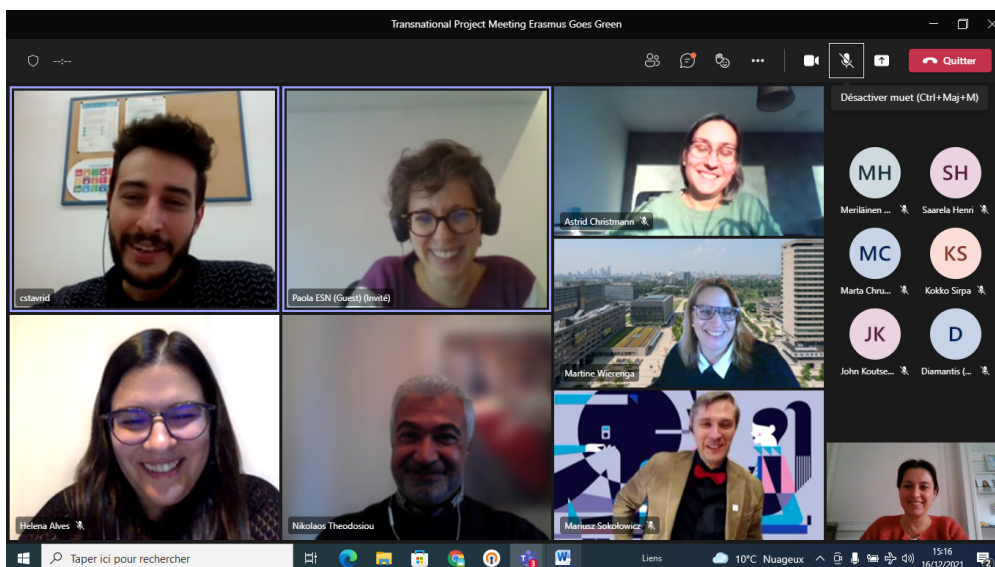 Transnational Project Meeting Erasmus Goes Green
--:--
Quitter
Désactiver muet (Ctrl+Maj+M)
cstavrid
Paola ESN (Guest) (Invité)
Astrid Christmann
Martine Wierenga
Helena Alves
Nikolaos Theodosiou
Mariusz Sokołowicz
MH
SH
Meriläinen ...
Saarela Henri
MC
KS
Marta Chru...
Kokko Sirpa
JK
D
John Koutse...
Diamantis (...
Taper ici pour rechercher
Liens
10°C Nuageux
15:16
16/12/2021